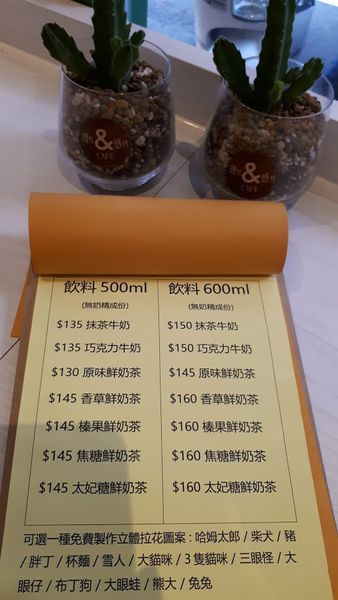 理性 & 感性
CAFE
理性 & 感性
CAFE
飲料 500ml 飲料 600ml
(無奶精成份) (無奶精成份)
$135 抹茶牛奶 $150 抹茶牛奶
$135 巧克力牛奶 $150 巧克力牛奶
$130 原味鮮奶茶 $145 原味鮮奶茶
$145 香草鮮奶茶 $160 香草鮮奶茶
$145 榛果鮮奶茶 $160 榛果鮮奶茶
$145 焦糖鮮奶茶 $160 焦糖鮮奶茶
$145 太妃糖鮮奶茶 $160 太妃糖鮮奶茶
可選一種免費製作立體拉花圖案 : 哈姆太郎 / 柴犬 / 豬
/ 胖丁 / 杯麵 / 雪人 / 大貓咪 / 3 隻貓咪 / 三眼怪 / 大
眼仔 / 布丁狗 / 大眼蛙 / 熊大 / 兔兔